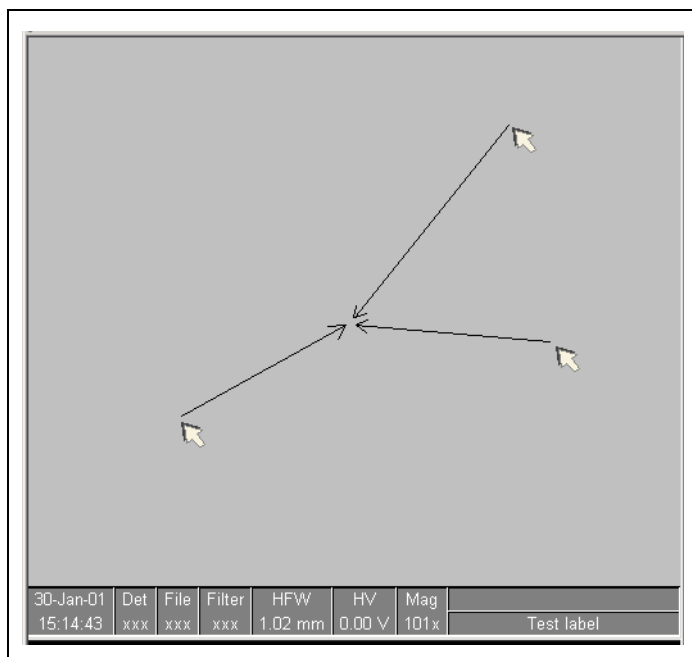 30-Jan-01 Det File Filter HFW HV Mag
15:14:43 xxx xxx xxx 1.02 mm 0.00 V 101x Test label